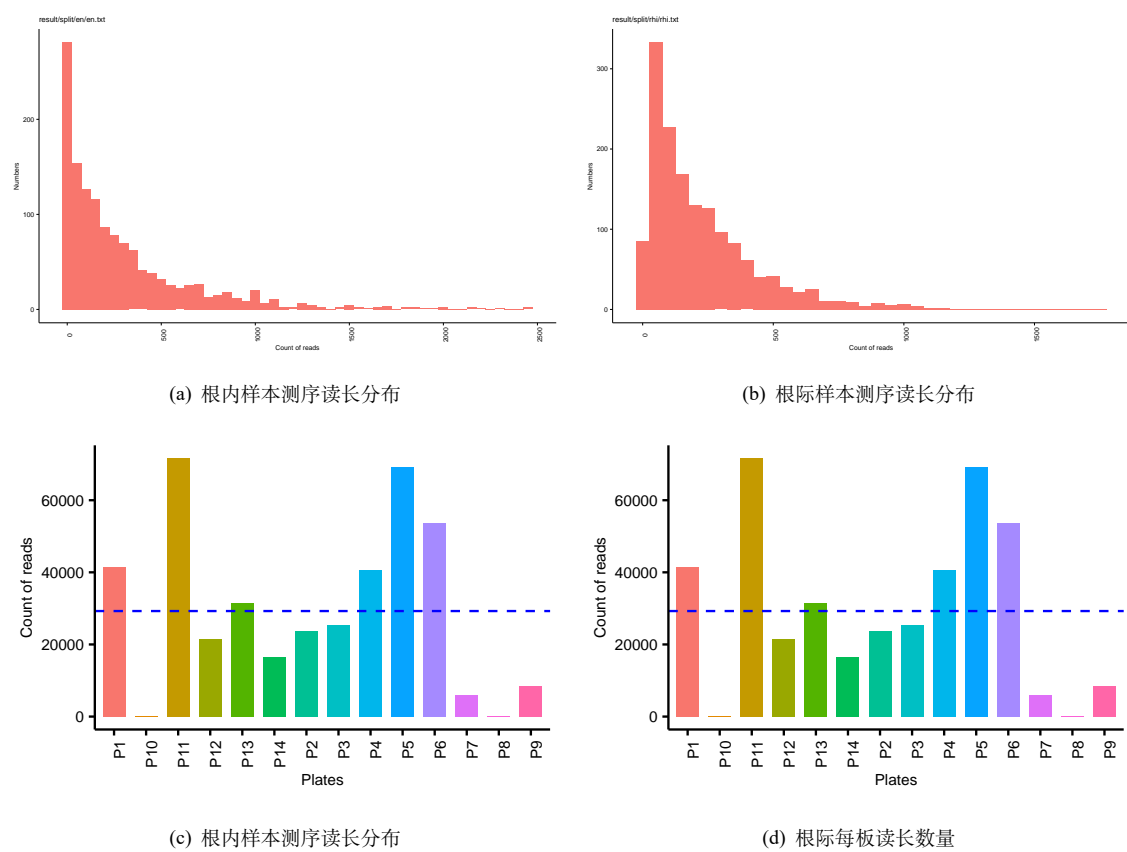 result/split/en/en.txt
Numbers
200
100
0
0
500
1000
1500
2000
2500
Count of reads
(a) 根内样本测序读长分布
result/split/rhi/rhi.txt
Numbers
300
200
100
0
0
500
1000
1500
Count of reads
(b) 根际样本测序读长分布
Count of reads
60000
40000
20000
0
P1
P10
P11
P12
P13
P14
P2
P3
P4
P5
P6
P7
P8
P9
Plates
(c) 根内样本测序读长分布
Count of reads
60000
40000
20000
0
P1
P10
P11
P12
P13
P14
P2
P3
P4
P5
P6
P7
P8
P9
Plates
(d) 根际每板读长数量